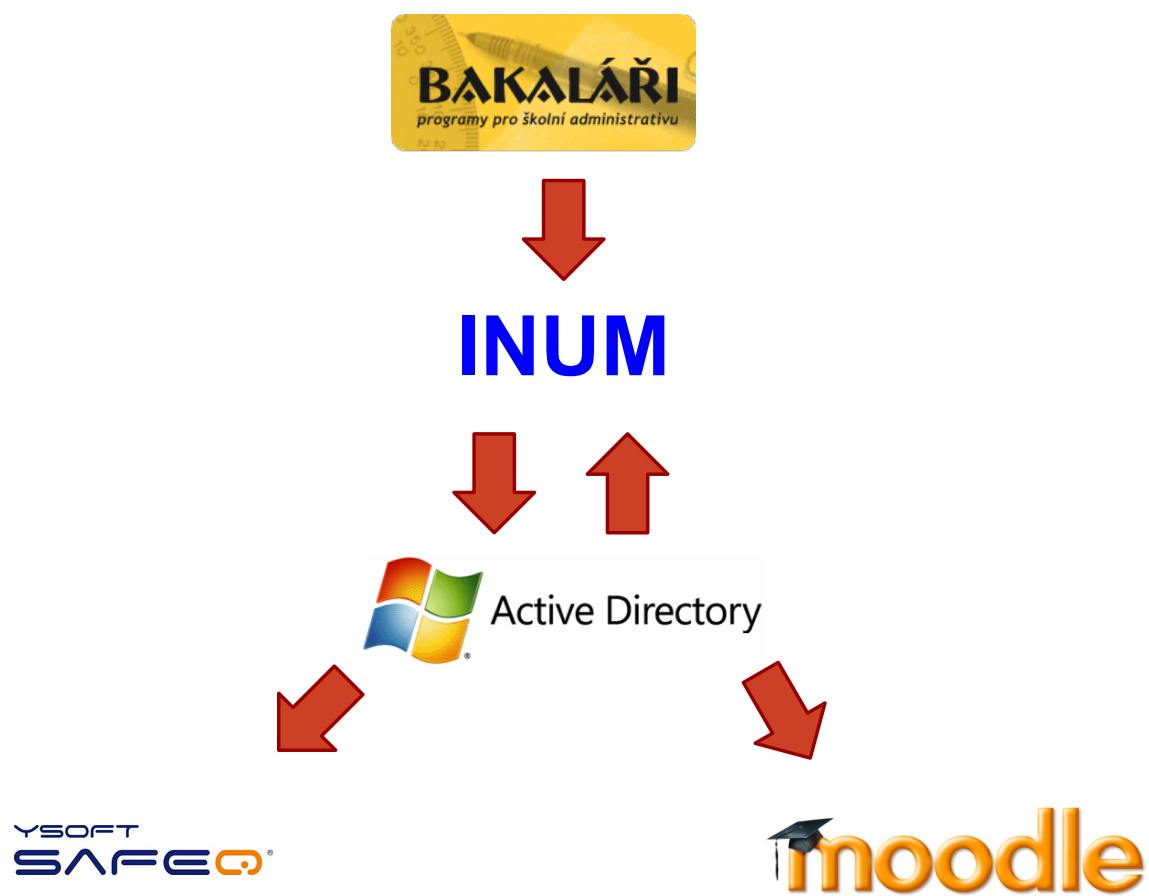 BAKALÁŘI
programy pro školní administrativu
INUM
Active Directory
®
YSOFT
SAFEQ®
moodle